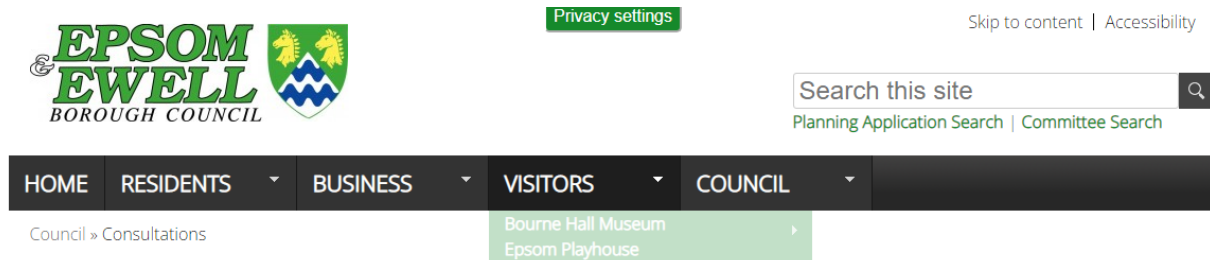 Privacy settings
Skip to content | Accessibility
EPSOM
& EWELL
BOROUGH COUNCIL
Search this site
Planning Application Search | Committee Search
HOME RESIDENTS BUSINESS VISITORS COUNCIL
Council » Consultations
Bourne Hall Museum
Epsom Playhouse